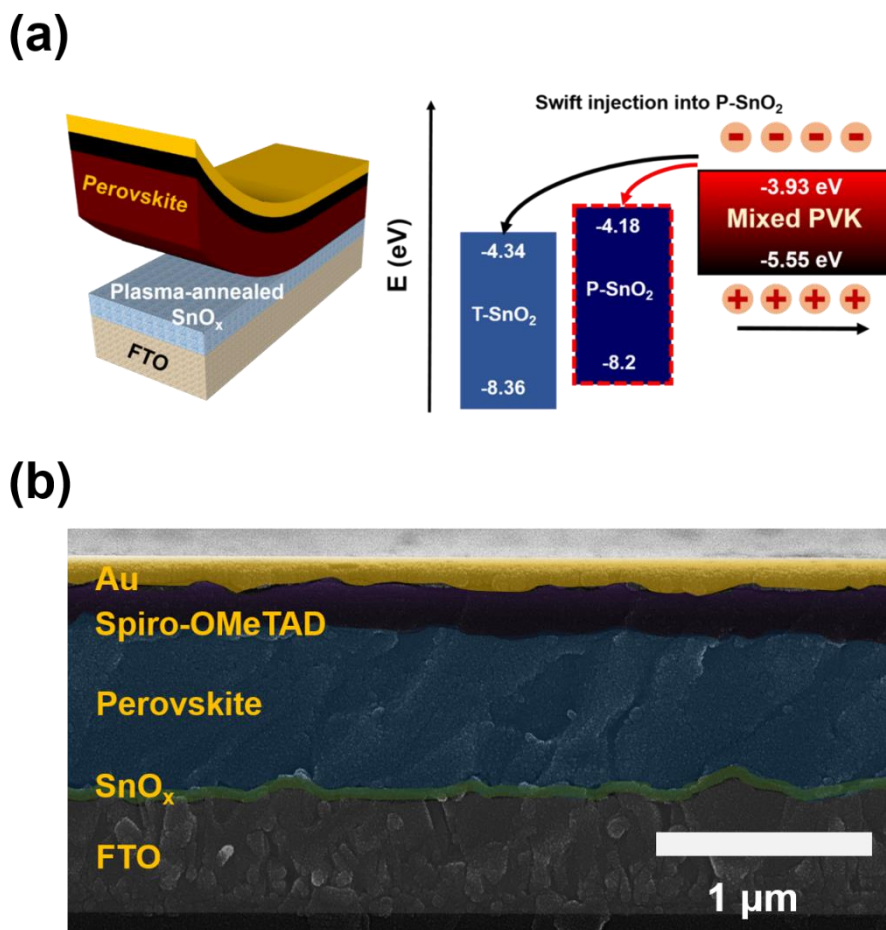 (a)
Perovskite
Plasma-annealed
SnOₓ
FTO
E (eV)
Swift injection into P-SnO₂
-4.34
T-SnO₂
-8.36
-4.18
P-SnO₂
-8.2
- - - -
-3.93 eV
Mixed PVK
-5.55 eV
+ + + +
(b)
Au
Spiro-OMeTAD
Perovskite
SnOₓ
FTO
1 µm